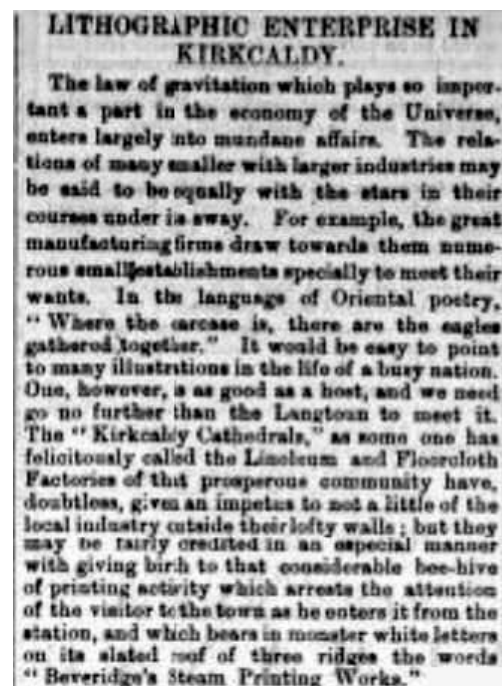 LITHOGRAPHIC ENTERPRISE IN
KIRKCALDY.
The law of gravitation which plays so impor-
tant a part in the economy of the Universe,
enters largely into mundane affairs. The rela-
tions of many smaller with larger industries may
be said to be equally with the stars in their
courses under is sway. For example, the great
manufacturing firms draw towards them nume-
rous small establishments specially to meet their
wants. In the language of Oriental poetry,
"Where the carcase is, there are the eagles
gathered together." It would be easy to point
to many illustrations in the life of a busy nation.
One, however, is as good as a host, and we need
go no further than the Langtoun to meet it.
The "Kirkcaldy Cathedrals," as some one has
felicitously called the Linoleum and Floorcloth
Factories of that prosperous community have,
doubtless, given an impetus to not a little of the
local industry outside their lofty walls; but they
may be fairly credited in an especial manner
with giving birth to that considerable bee-hive
of printing activity which arrests the attention
of the visitor to the town as he enters it from the
station, and which bears in monster white letters
on its slated roof of three ridges the words
"Beveridge's Steam Printing Works."